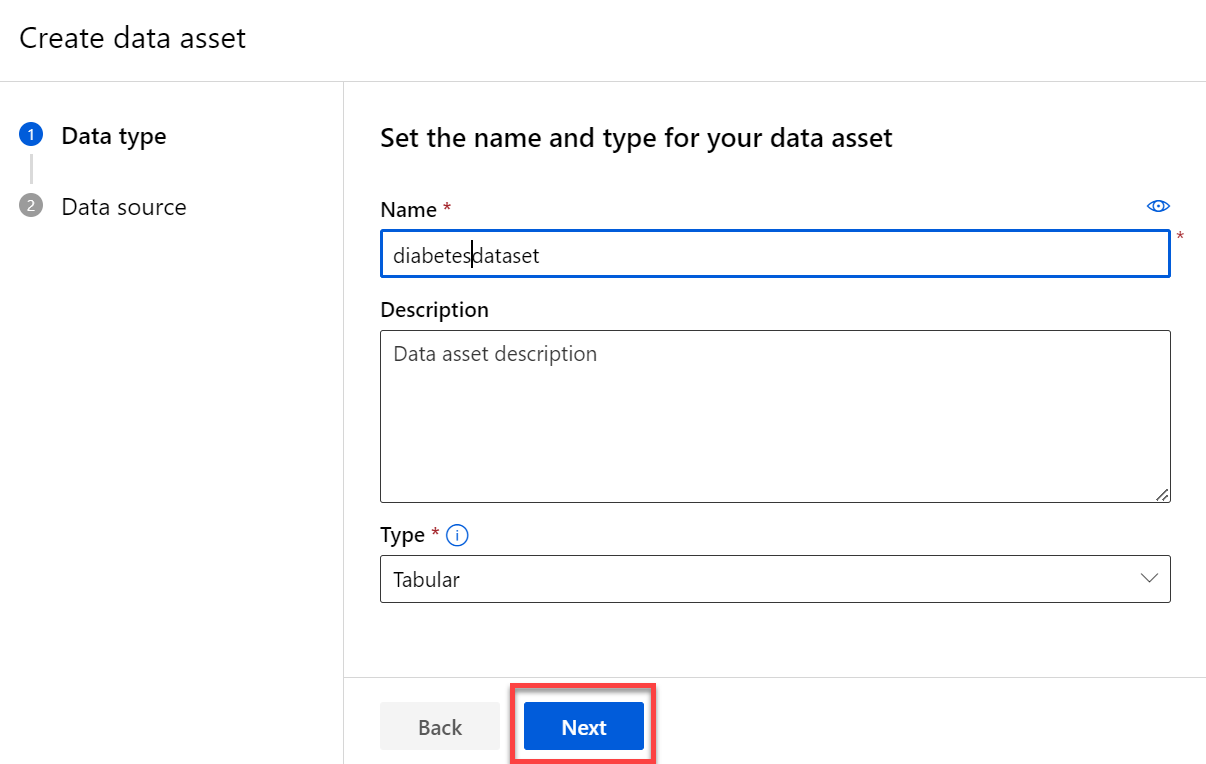 Create data asset
1 Data type
2 Data source
Set the name and type for your data asset
Name *
diabetesdataset *
Description
Data asset description
Type * i
Tabular
Back Next